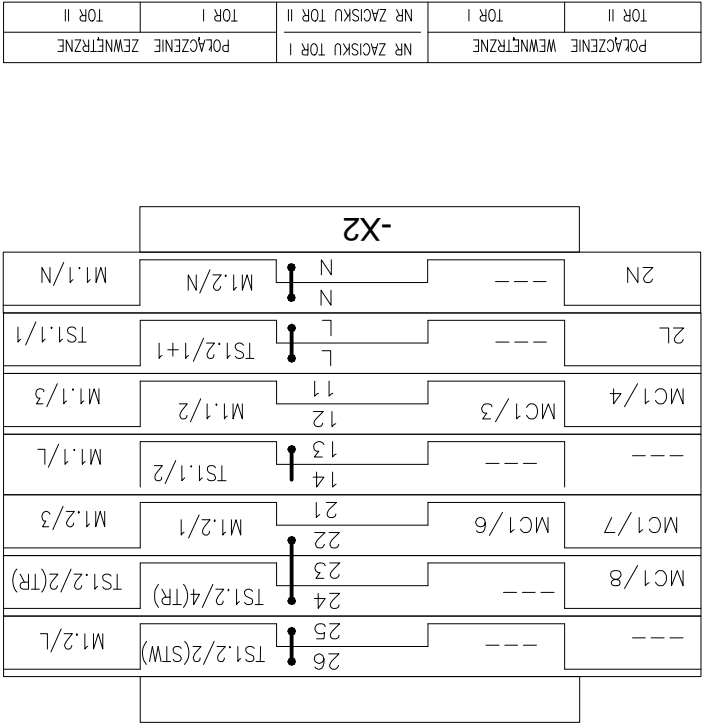 --- --- 26 TS1.2/2(STW) M1.2/L
25
MC1/8 --- 24 TS1.2/4(TR) TS1.2/2(TR)
23
MC1/7 MC1/6 22 M1.2/1 M1.2/3
21
--- --- 14 TS1.1/2 M1.1/L
13
MC1/4 MC1/3 12 M1.1/2 M1.1/3
11
2L --- L TS1.2/1+1 TS1.1/1
L
2N --- N M1.2/N M1.1/N
N
-X2
POŁĄCZENIE WEWNĘTRZNE NR ZACISKU TOR I POŁĄCZENIE ZEWNĘTRZNE
TOR II TOR I NR ZACISKU TOR II TOR I TOR II